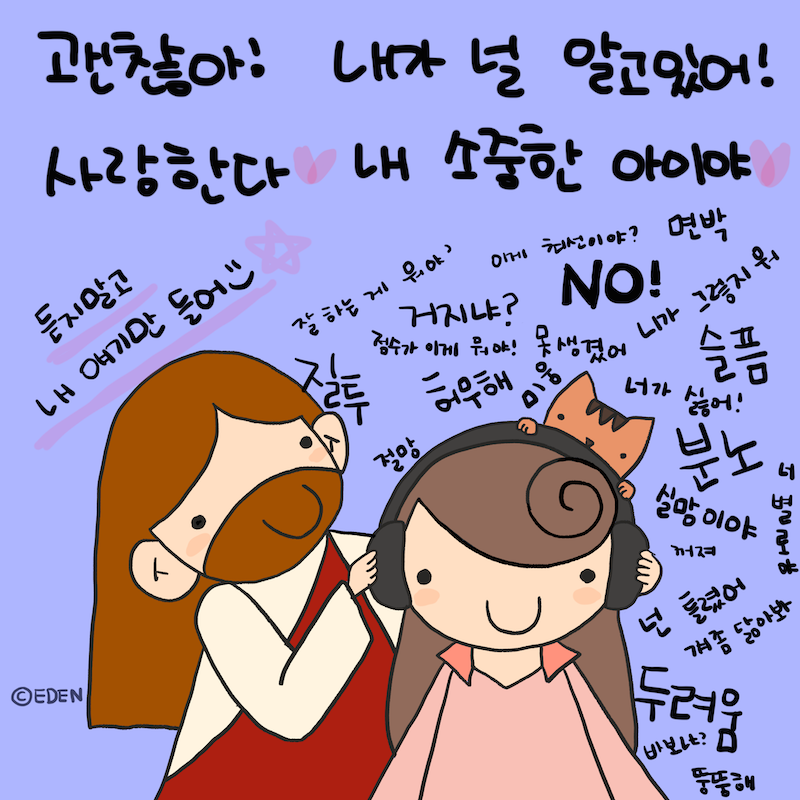 괜찮아! 내가 널 알고있어!
사랑한다 내 소중한 아이야
듣지말고
내 얘기만 들어
잘 하는 게 뭐야?
이게 최선이야?
면박
NO!
거지냐?
니가 그렇지 뭐
점수가 이게 뭐야!
못생겼어
슬픔
질투
허무해
미움
너가 싫어!
절망
분노
실망이야
너 별로야
꺼져
넌 틀렸어
걔좀 닮아봐
두려움
바보냐?
뚱뚱해
©EDEN